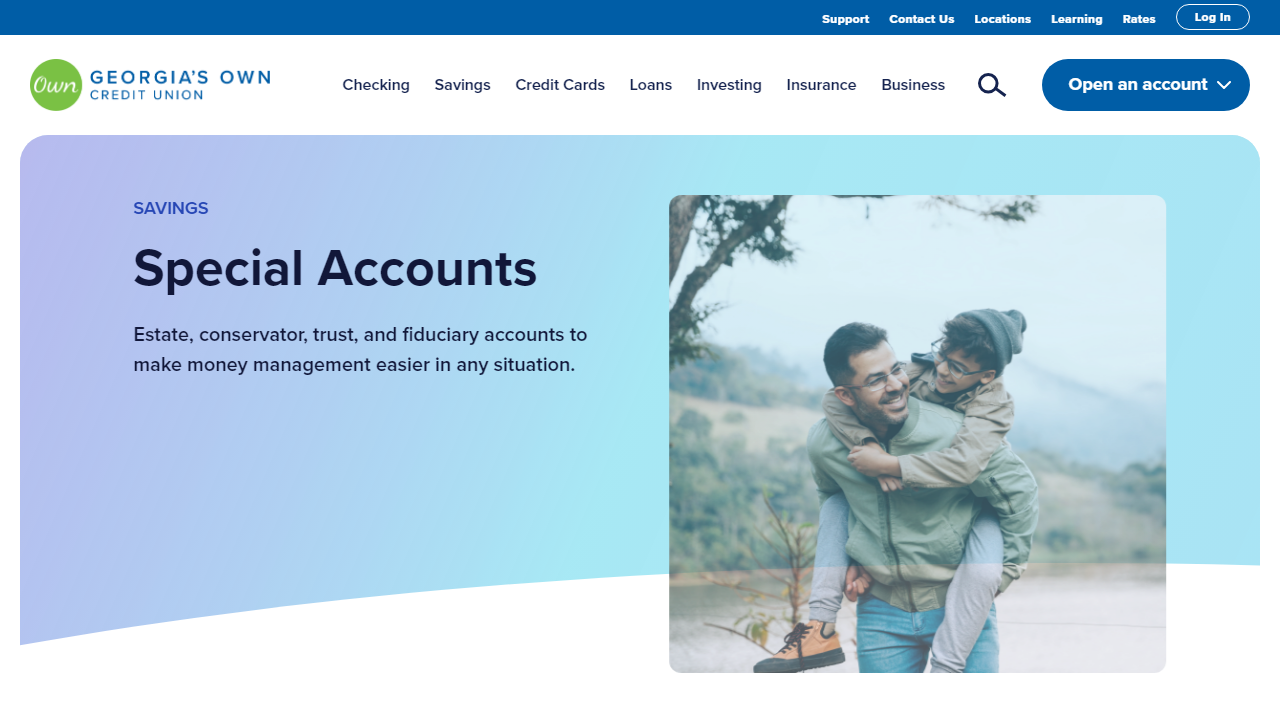 Support Contact Us Locations Learning Rates Log In
Own GEORGIA'S OWN
CREDIT UNION
Checking Savings Credit Cards Loans Investing Insurance Business Open an account
SAVINGS
Special Accounts
Estate, conservator, trust, and fiduciary accounts to
make money management easier in any situation.